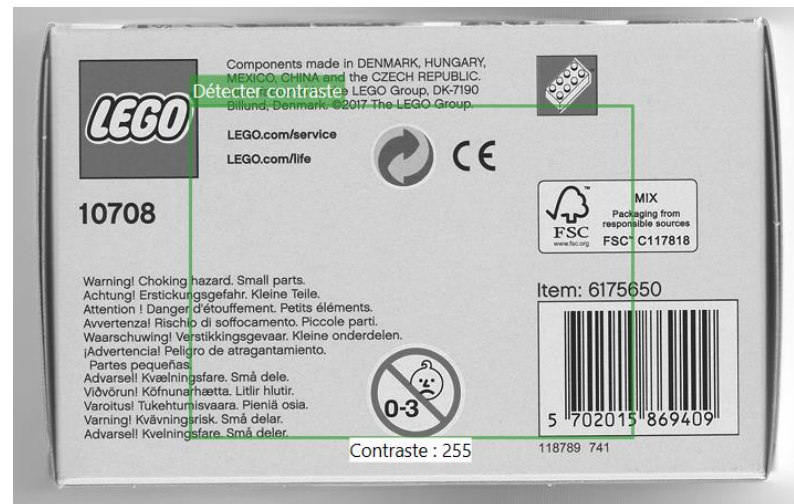 Components made in DENMARK, HUNGARY,
MEXICO, CHINA and the CZECH REPUBLIC.
Détecter contraste
LEGO Group, DK-7190
Billund, Denmark. ©2017 The LEGO Group.
LEGO
LEGO.com/service
LEGO.com/life
CE
10708
MIX
Packaging from
responsible sources
FSC
www.fsc.org
FSC™ C117818
Warning! Choking hazard. Small parts.
Achtung! Erstickungsgefahr. Kleine Teile.
Attention ! Danger d'étouffement. Petits éléments.
Avvertenza! Rischio di soffocamento. Piccole parti.
Waarschuwing! Verstikkingsgevaar. Kleine onderdelen.
¡Advertencia! Peligro de atragantamiento.
Partes pequeñas.
Advarsel! Kvælningsfare. Små dele.
Viðvörun! Köfnunarhætta. Litlir hlutir.
Varoitus! Tukehtumisvaara. Pieniä osia.
Varning! Kvävningsrisk. Små delar.
Advarsel! Kvelningsfare. Små deler.
0-3
Item: 6175650
5 702015 869409
118789 741
Contraste : 255